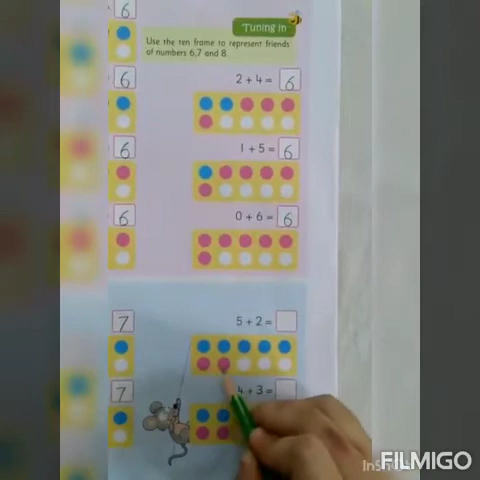 6
Tuning in
Use the ten frame to represent friends
of numbers 6,7 and 8.
6
2 + 4 = 6
6
1 + 5 = 6
6
0 + 6 = 6
7
5 + 2 =
7
4 + 3 =
FILMIGO